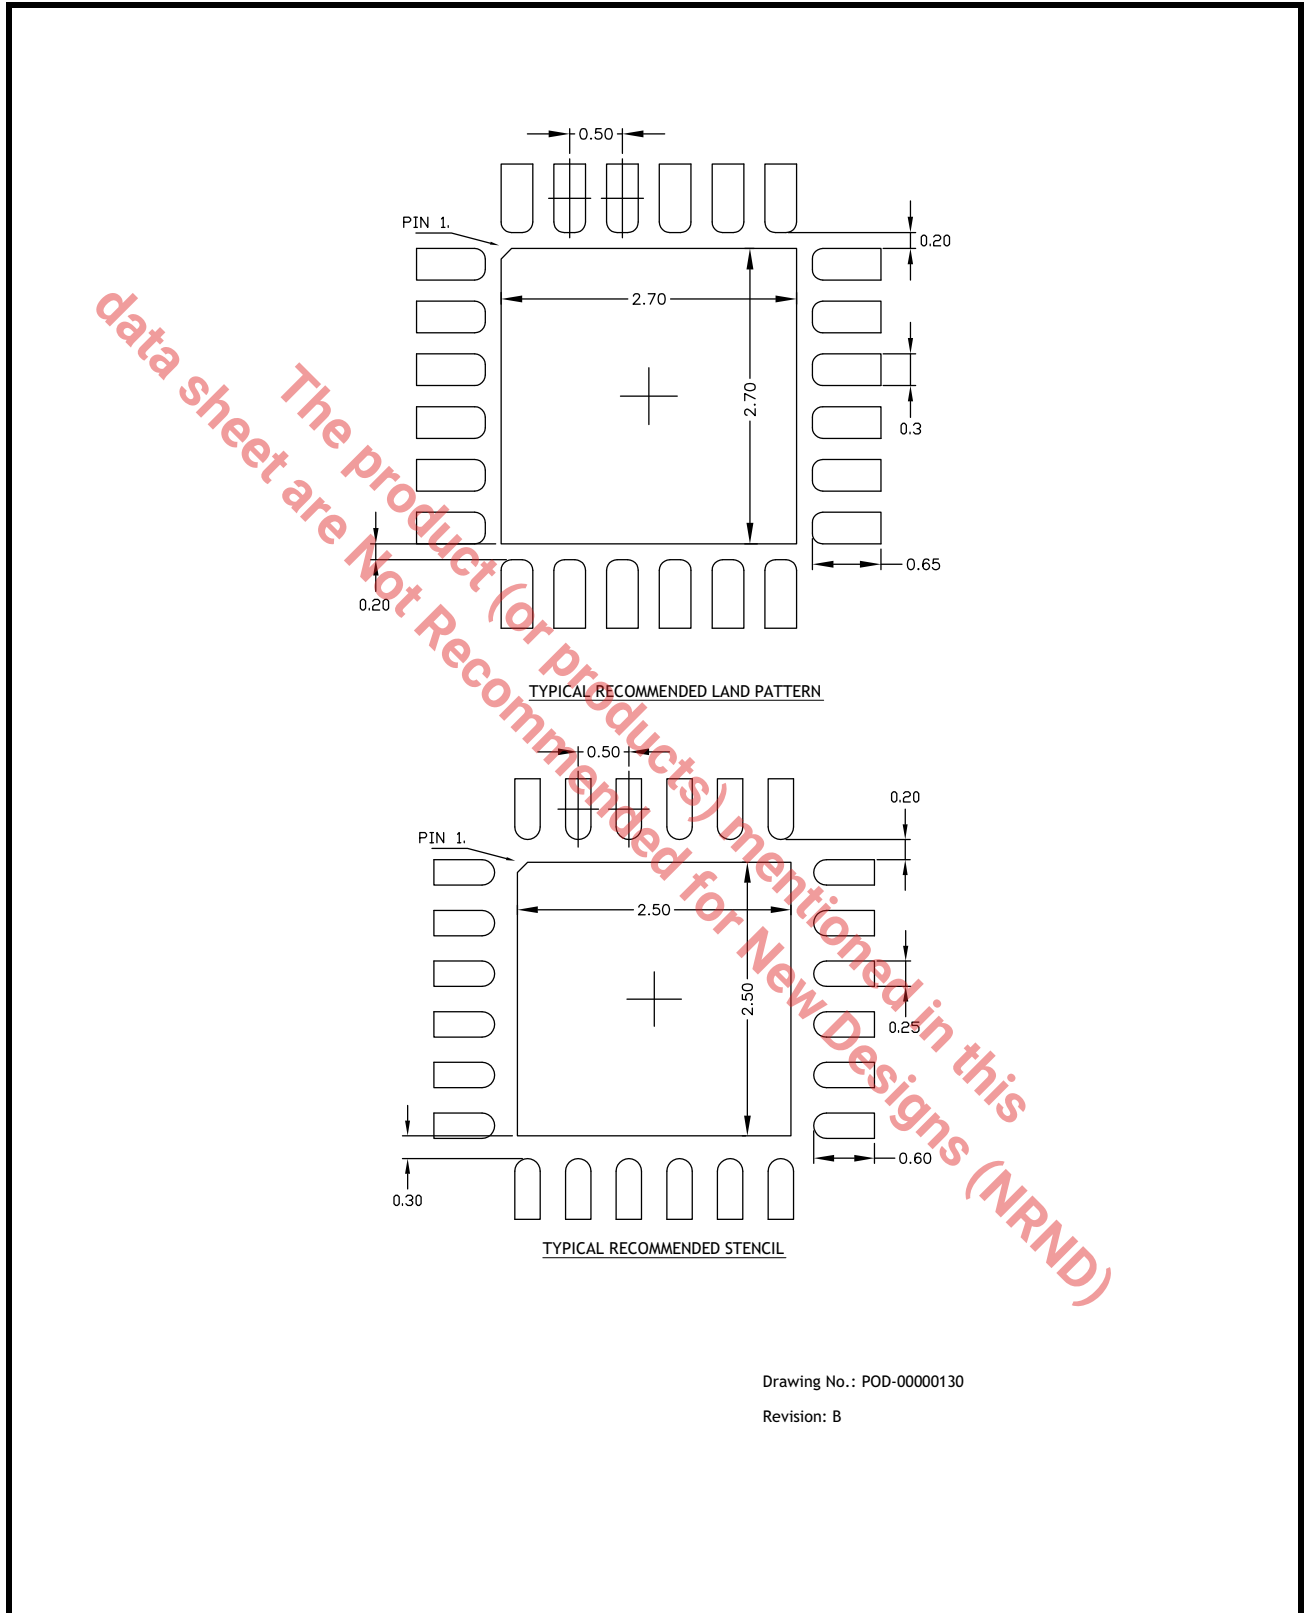 0.50
PIN 1.
0.20
2.70
2.70
0.3
0.65
0.20
TYPICAL RECOMMENDED LAND PATTERN
0.50
0.20
PIN 1.
2.50
2.50
0.25
0.60
0.30
TYPICAL RECOMMENDED STENCIL
The product (or products) mentioned in this
data sheet are Not Recommended for New Designs (NRND)
Drawing No.: POD-00000130
Revision: B